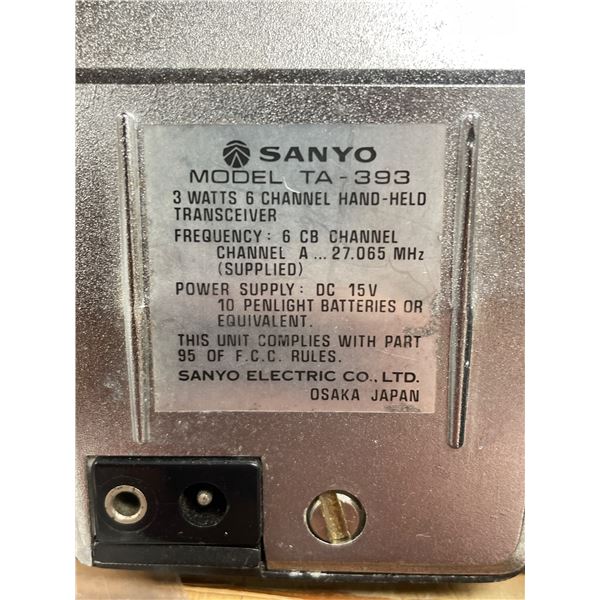 SANYO
MODEL TA-393
3 WATTS 6 CHANNEL HAND-HELD
TRANSCEIVER
FREQUENCY: 6 CB CHANNEL
CHANNEL A ... 27.065 MHz
(SUPPLIED)
POWER SUPPLY: DC 15V
10 PENLIGHT BATTERIES OR
EQUIVALENT.
THIS UNIT COMPLIES WITH PART
95 OF F.C.C. RULES.
SANYO ELECTRIC CO., LTD.
OSAKA JAPAN